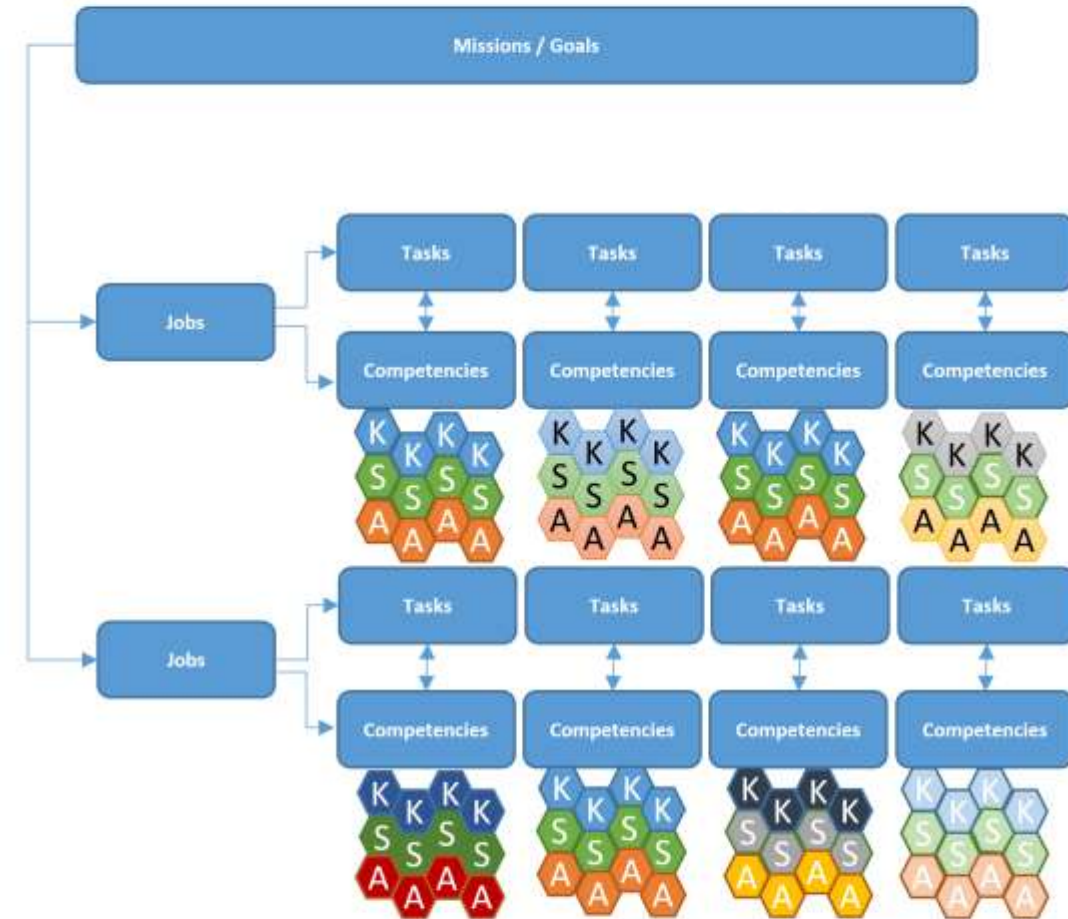 Missions / Goals
Tasks Tasks Tasks Tasks
Jobs
Competencies Competencies Competencies Competencies
K K K K K K K K K K K K K K K K
S S S S S S S S S S S S S S S S
A A A A A A A A A A A A A A A A
Tasks Tasks Tasks Tasks
Jobs
Competencies Competencies Competencies Competencies
K K K K K K K K K K K K K K K K
S S S S S S S S S S S S S S S S
A A A A A A A A A A A A A A A A